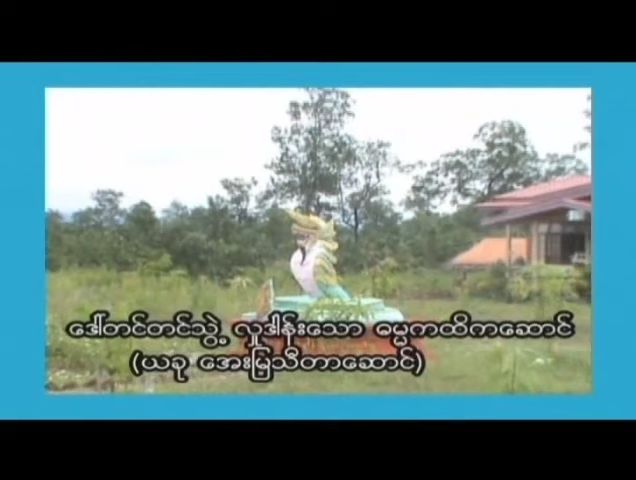 ဒေါ်တင်တင်သွဲ့ လှူဒါန်းသော ဓမ္မကထိကဆောင်
(ယခု အေးမြသီတာဆောင်)